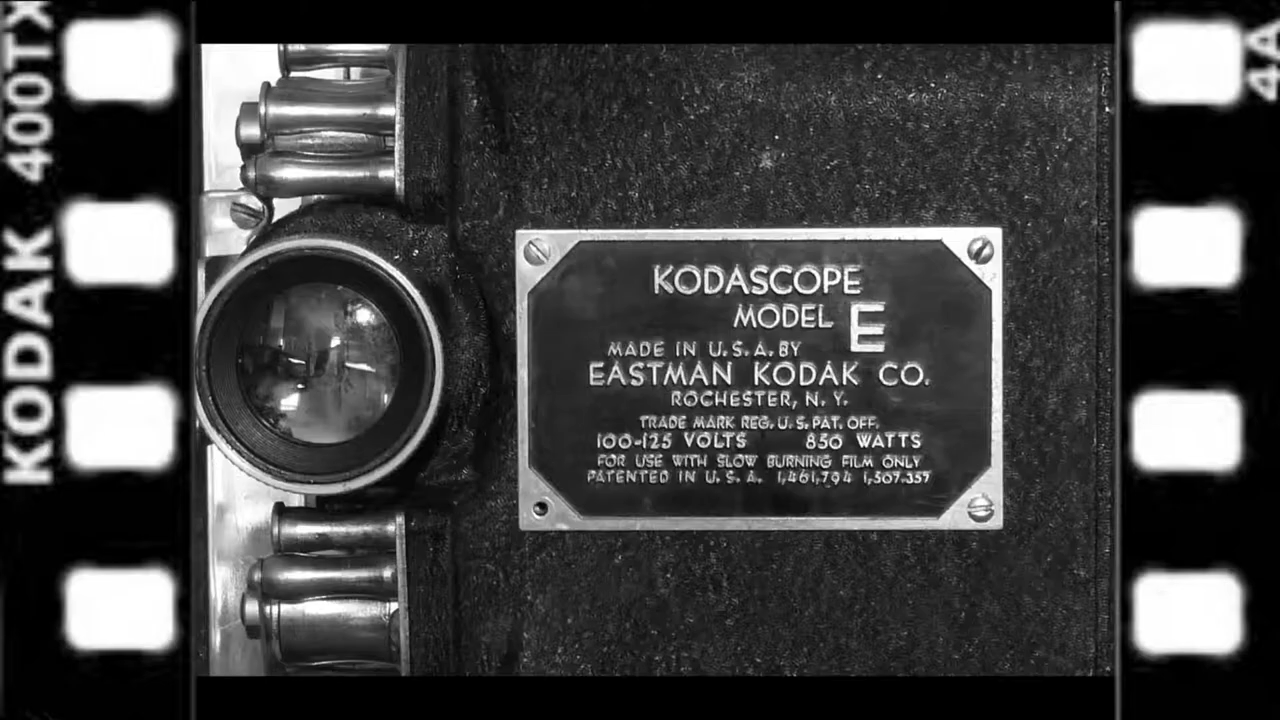 KODAK 400TX
KODASCOPE
MODEL E
MADE IN U.S.A. BY
EASTMAN KODAK CO.
ROCHESTER, N.Y.
TRADE MARK REG. U.S. PAT. OFF.
100-125 VOLTS 850 WATTS
FOR USE WITH SLOW BURNING FILM ONLY
PATENTED IN U.S.A. 1,461,794 1,507,357
4A